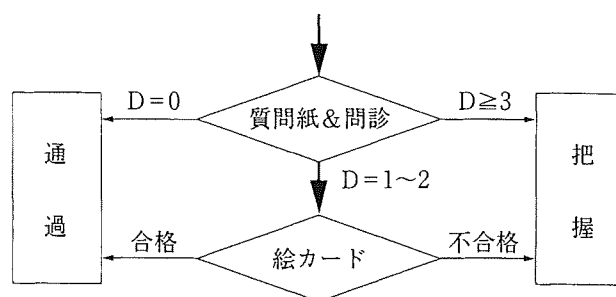 D=0
質問紙&問診
D≧3
通過
D=1～2
把握
合格
絵カード
不合格